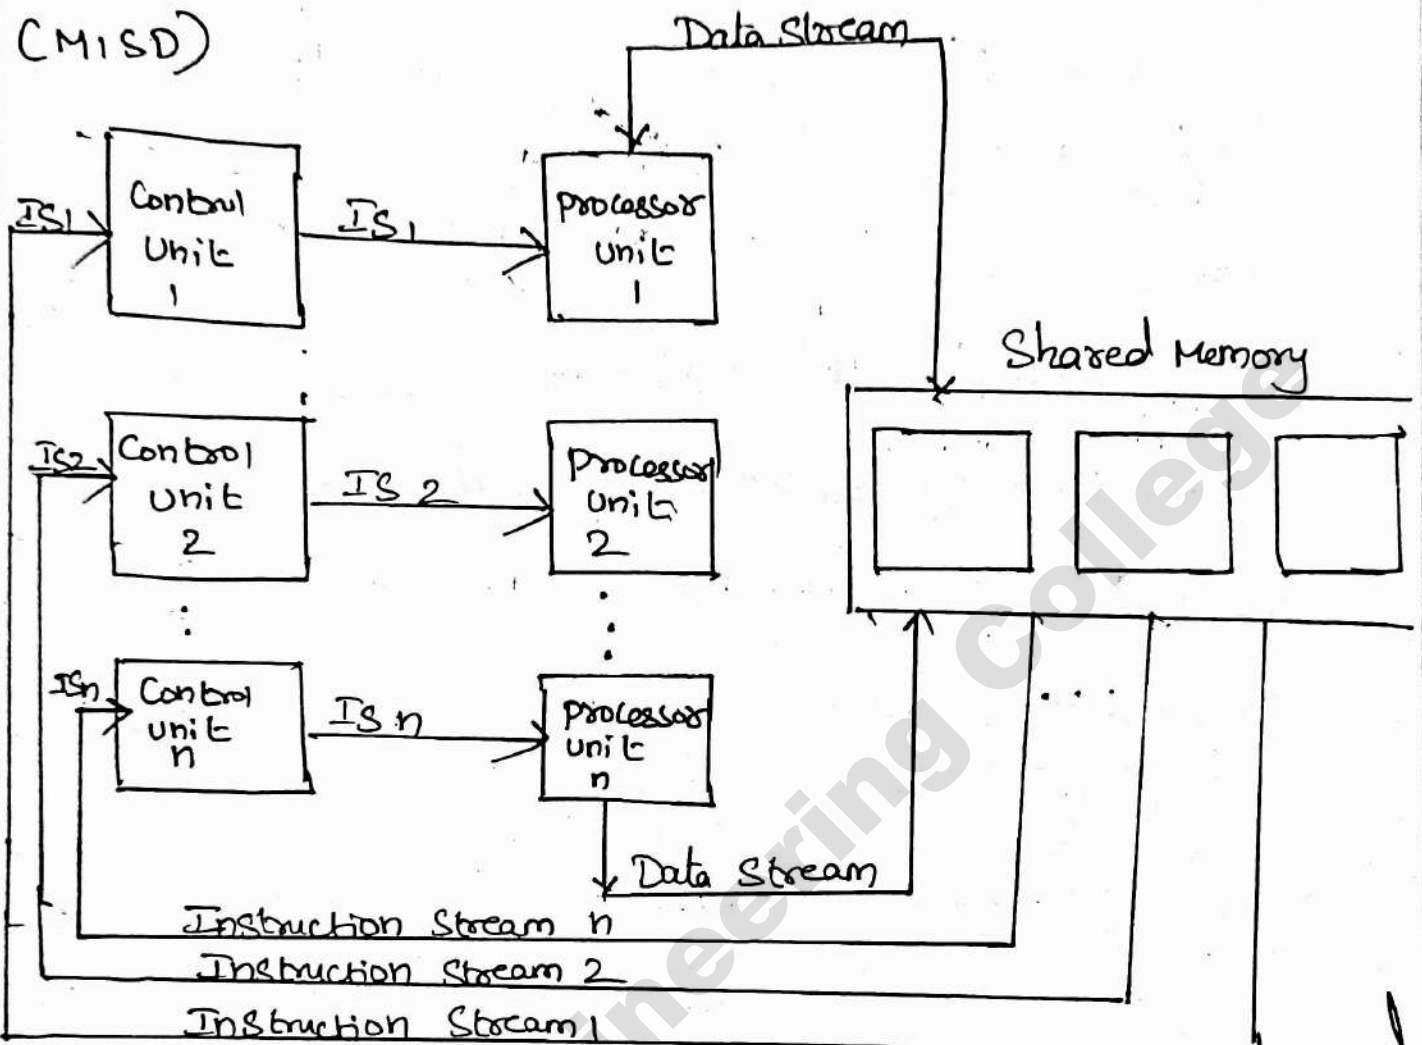 (MISD)
Data Stream
IS1
Control
Unit
1
IS1
Processor
Unit
1
Shared Memory
IS2
Control
Unit
2
IS 2
Processor
Unit
2
ISn
Control
Unit
n
IS n
Processor
Unit
n
Data Stream
Instruction Stream n
Instruction Stream 2
Instruction Stream 1
ineering College